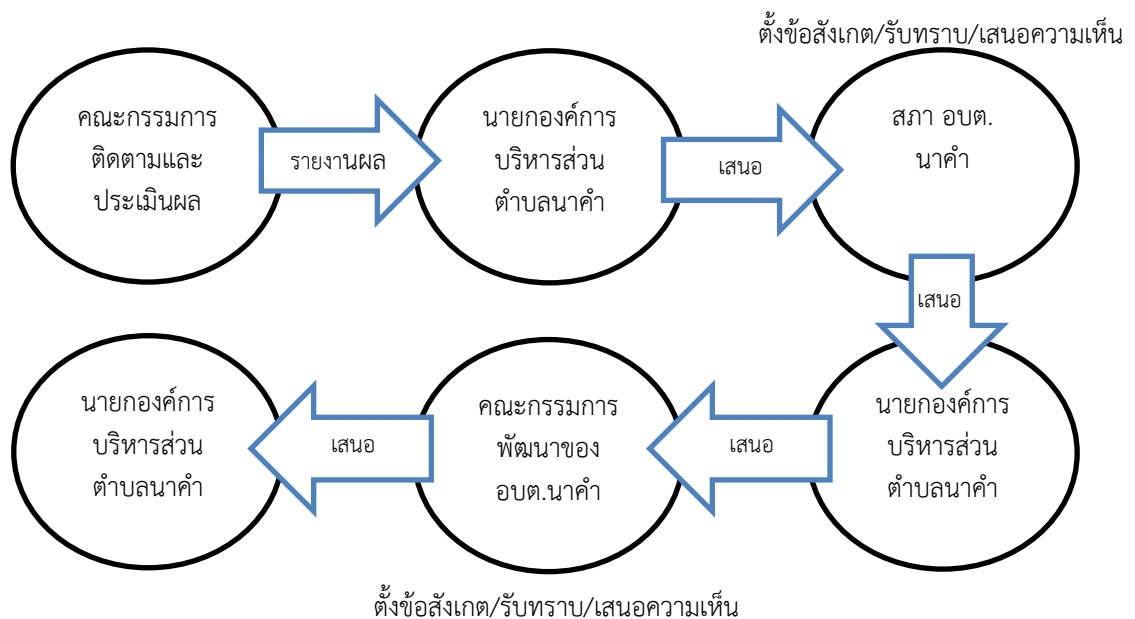 ตั้งข้อสังเกต/รับทราบ/เสนอความเห็น
คณะกรรมการ
ติดตามและ
ประเมินผล
รายงานผล
นายกองค์การ
บริหารส่วน
ตำบลนาคำ
เสนอ
สภา อบต.
นาคำ
เสนอ
นายกองค์การ
บริหารส่วน
ตำบลนาคำ
เสนอ
คณะกรรมการ
พัฒนาของ
อบต.นาคำ
เสนอ
นายกองค์การ
บริหารส่วน
ตำบลนาคำ
ตั้งข้อสังเกต/รับทราบ/เสนอความเห็น